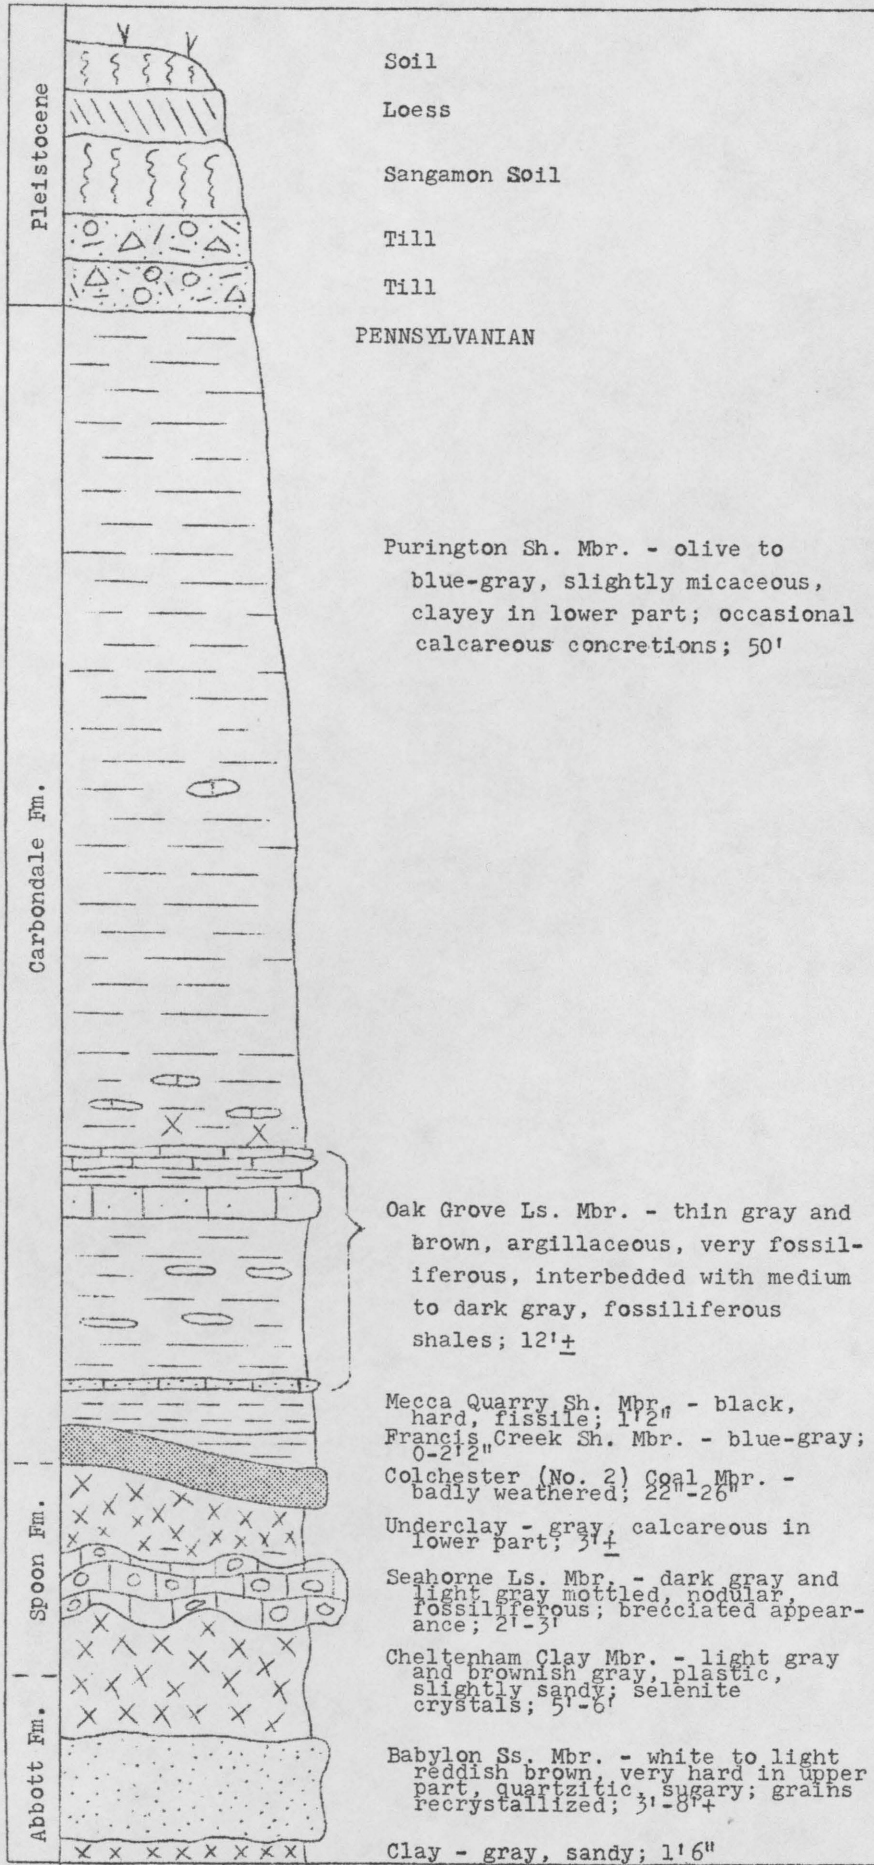 Pleistocene
Soil
Loess
Sangamon Soil
Till
Till
PENNSYLVANIAN
Carbondale Fm.
Purington Sh. Mbr. - olive to
blue-gray, slightly micaceous,
clayey in lower part; occasional
calcareous concretions; 50'
Oak Grove Ls. Mbr. - thin gray and
brown, argillaceous, very fossil-
iferous, interbedded with medium
to dark gray, fossiliferous
shales; 12'±
Mecca Quarry Sh. Mbr. - black,
hard, fissile; 1'2"
Francis Creek Sh. Mbr. - blue-gray;
0-2'2"
Spoon Fm.
Colchester (No. 2) Coal Mbr. -
badly weathered; 22"-26"
Underclay - gray, calcareous in
lower part; 3'±
Seahorne Ls. Mbr. - dark gray and
light gray mottled, nodular,
fossiliferous; brecciated appear-
ance; 2'-3'
Cheltenham Clay Mbr. - light gray
and brownish gray, plastic,
slightly sandy; selenite
crystals; 5'-6'
Abbott Fm.
Babylon Ss. Mbr. - white to light
reddish brown, very hard in upper
part, quartzitic, sugary; grains
recrystallized; 3'-8'+
Clay - gray, sandy; 1'6"